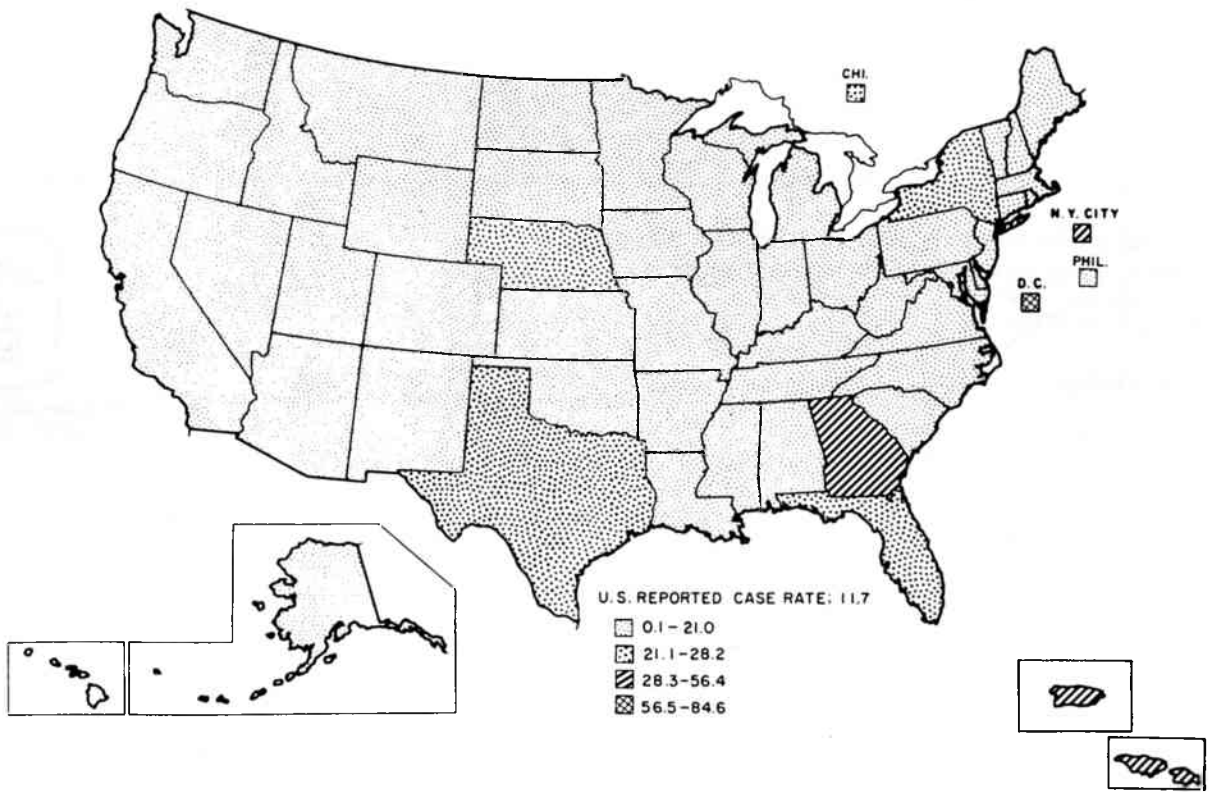 CHI.
N.Y. CITY
PHIL.
D.C.
U.S. REPORTED CASE RATE: 11.7
0.1-21.0
21.1-28.2
28.3-56.4
56.5-84.6